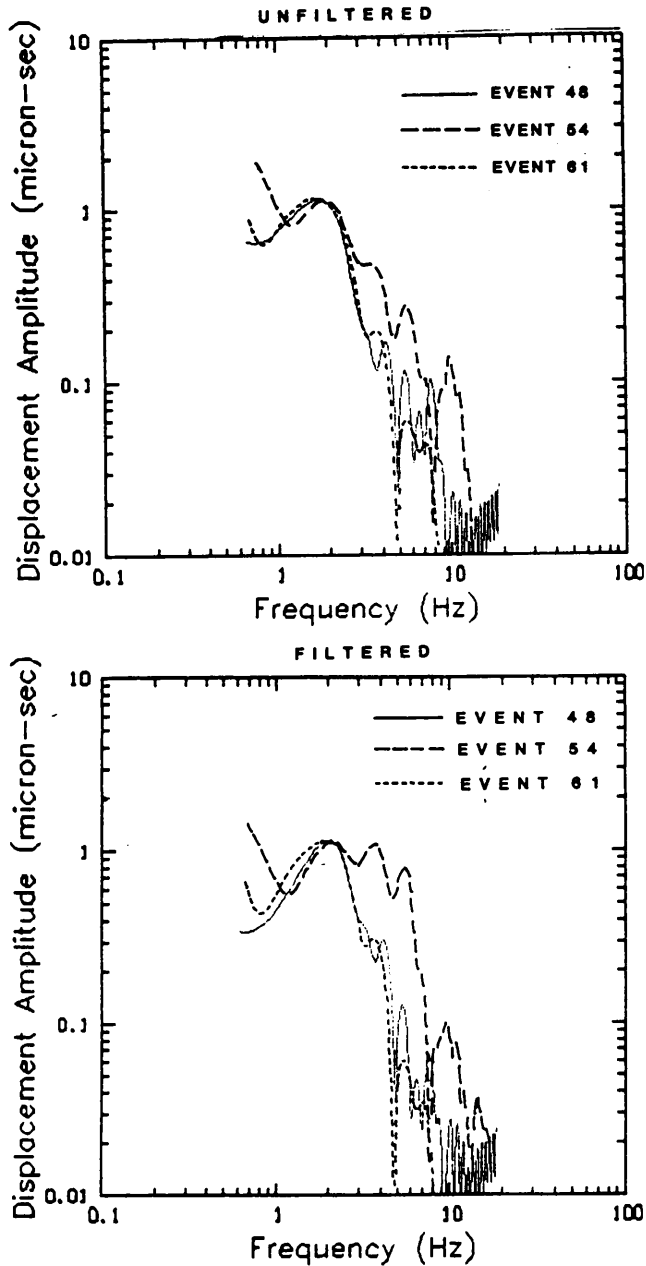 UNFILTERED
10
1
0.1
0.01
Displacement Amplitude (micron-sec)
EVENT 48
EVENT 54
EVENT 61
0.1
1
10
100
Frequency (Hz)
FILTERED
10
1
0.1
0.01
Displacement Amplitude (micron-sec)
EVENT 48
EVENT 54
EVENT 61
0.1
1
10
100
Frequency (Hz)